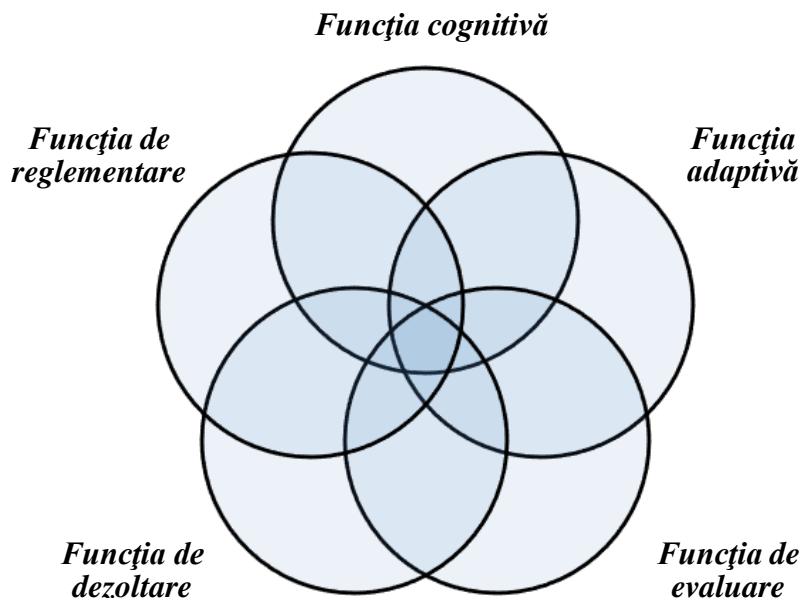 Funcţia cognitivă
Funcţia de
reglementare
Funcţia
adaptivă
Funcţia de
dezoltare
Funcţia de
evaluare